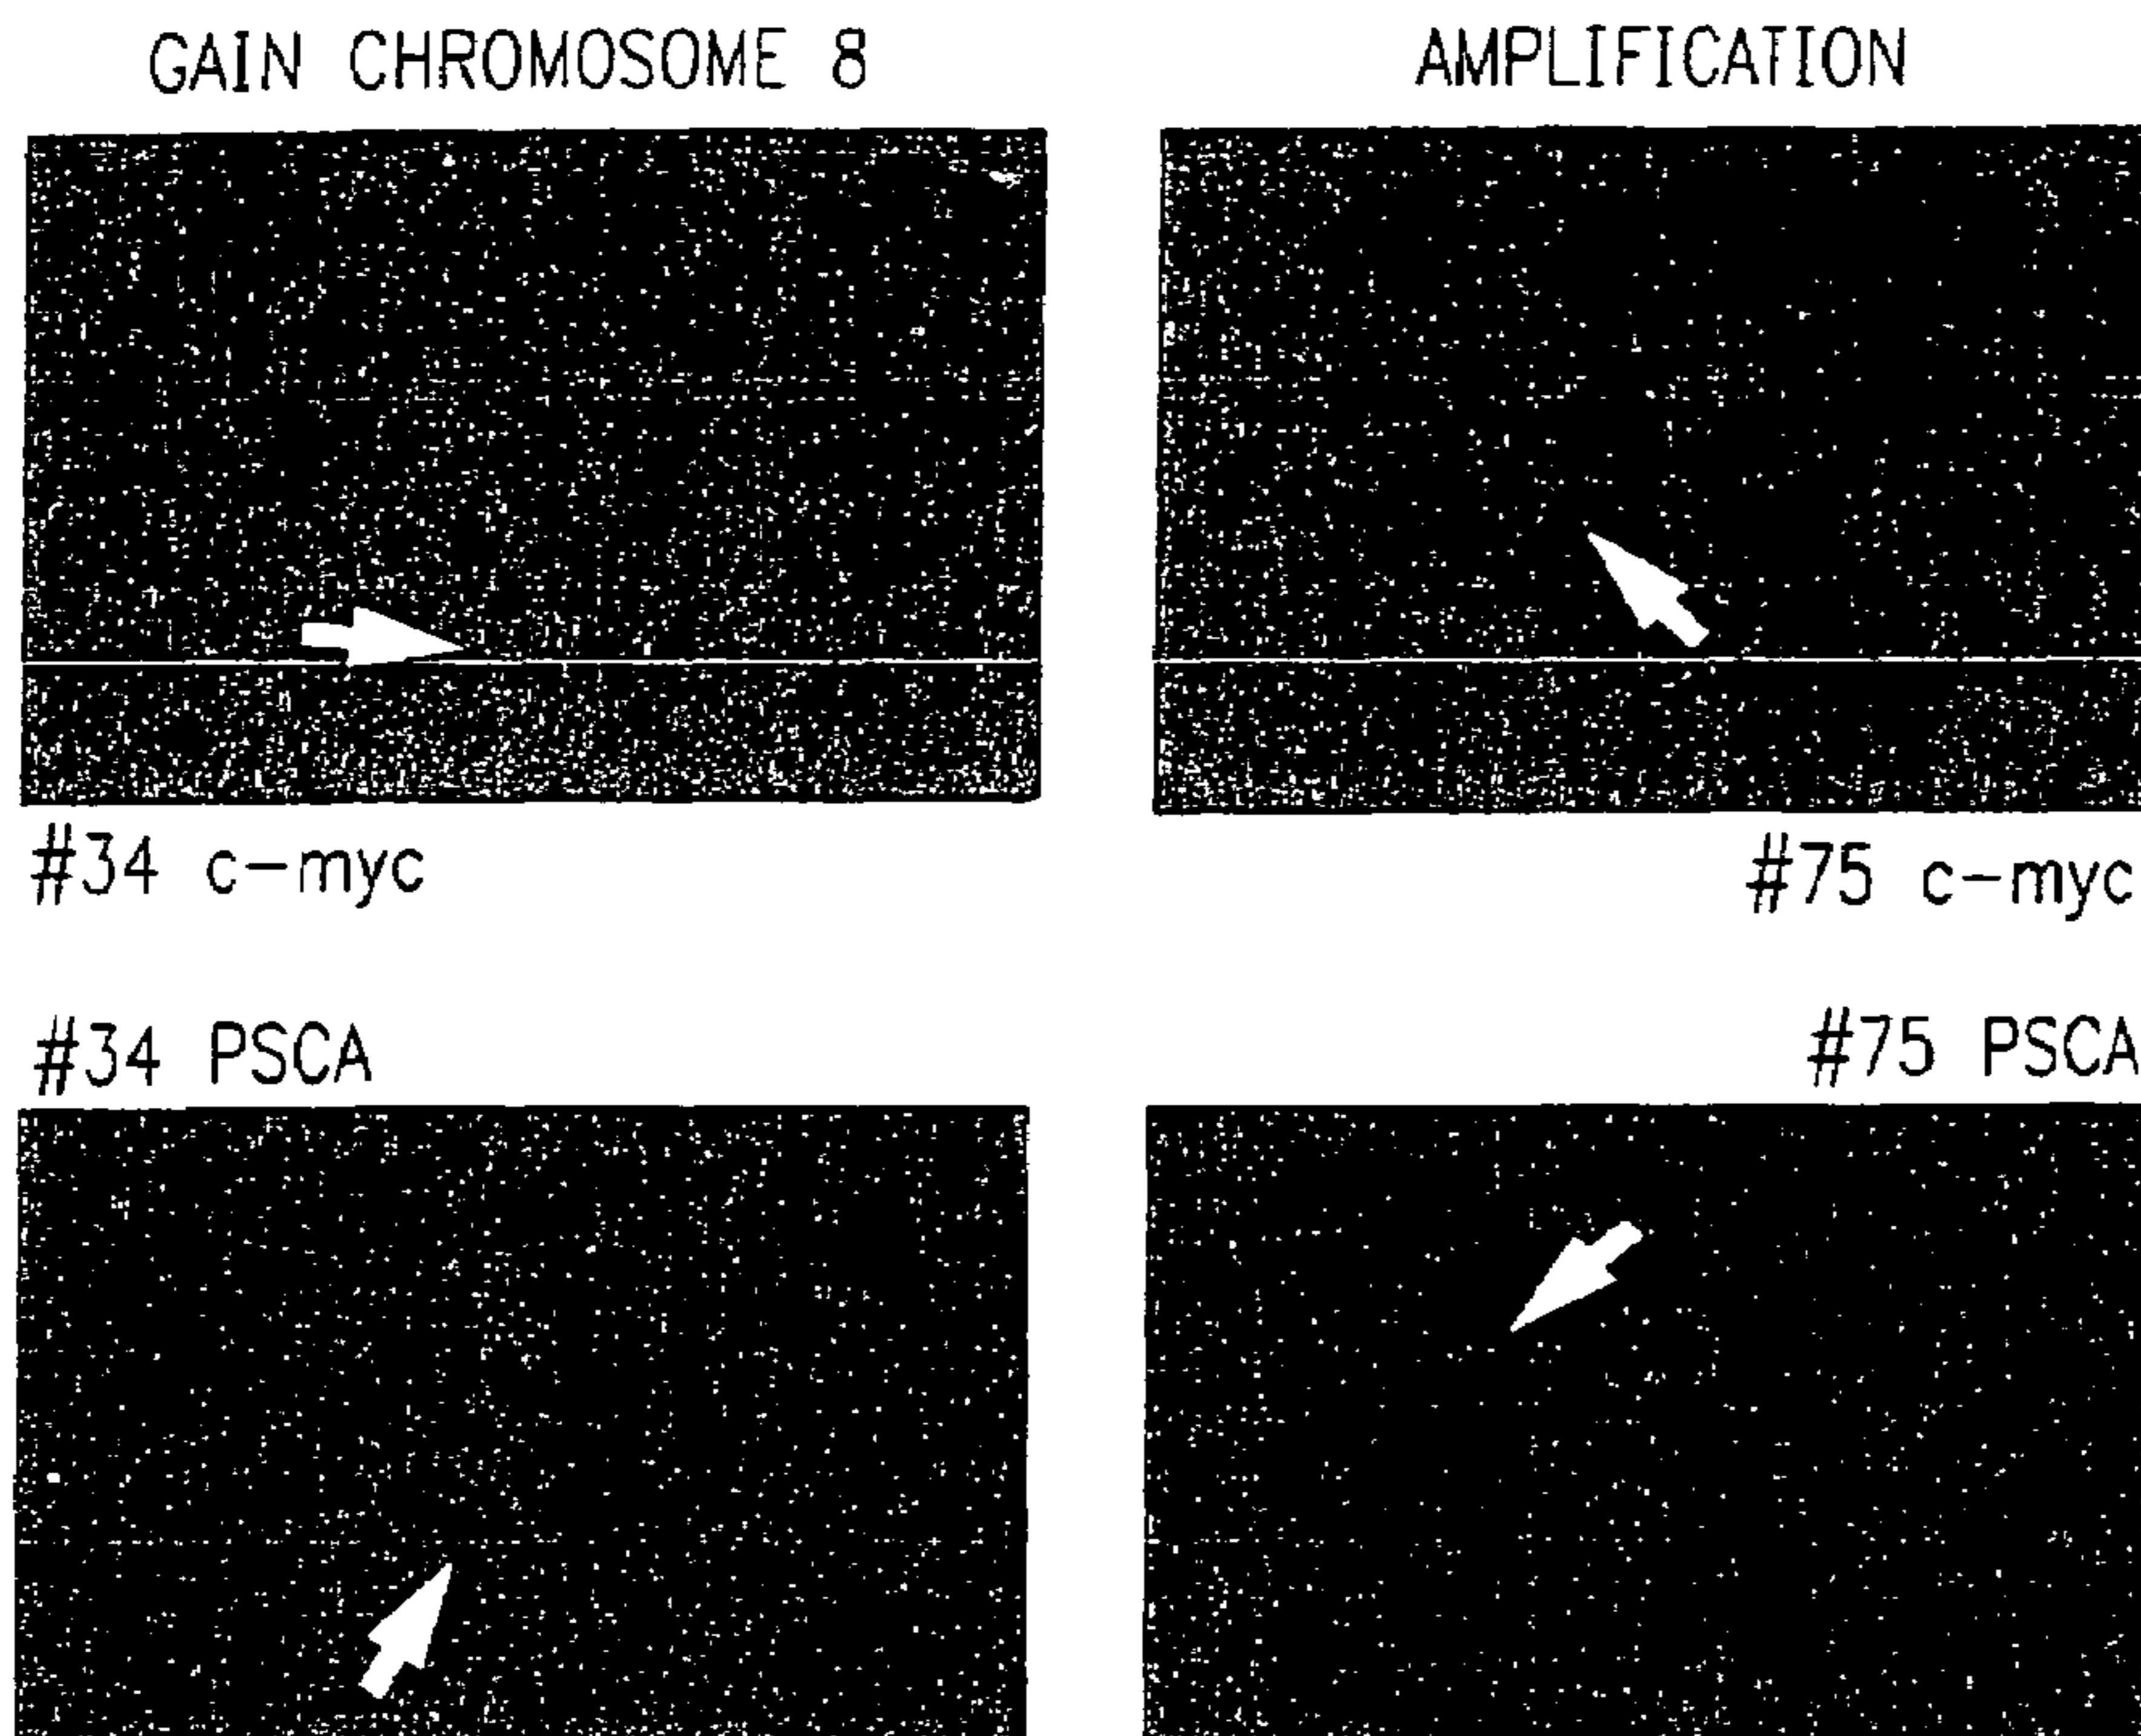 GAIN CHROMOSOME 8
AMPLIFICATION
#34 c-myc
#75 c-myc
#34 PSCA
#75 PSCA